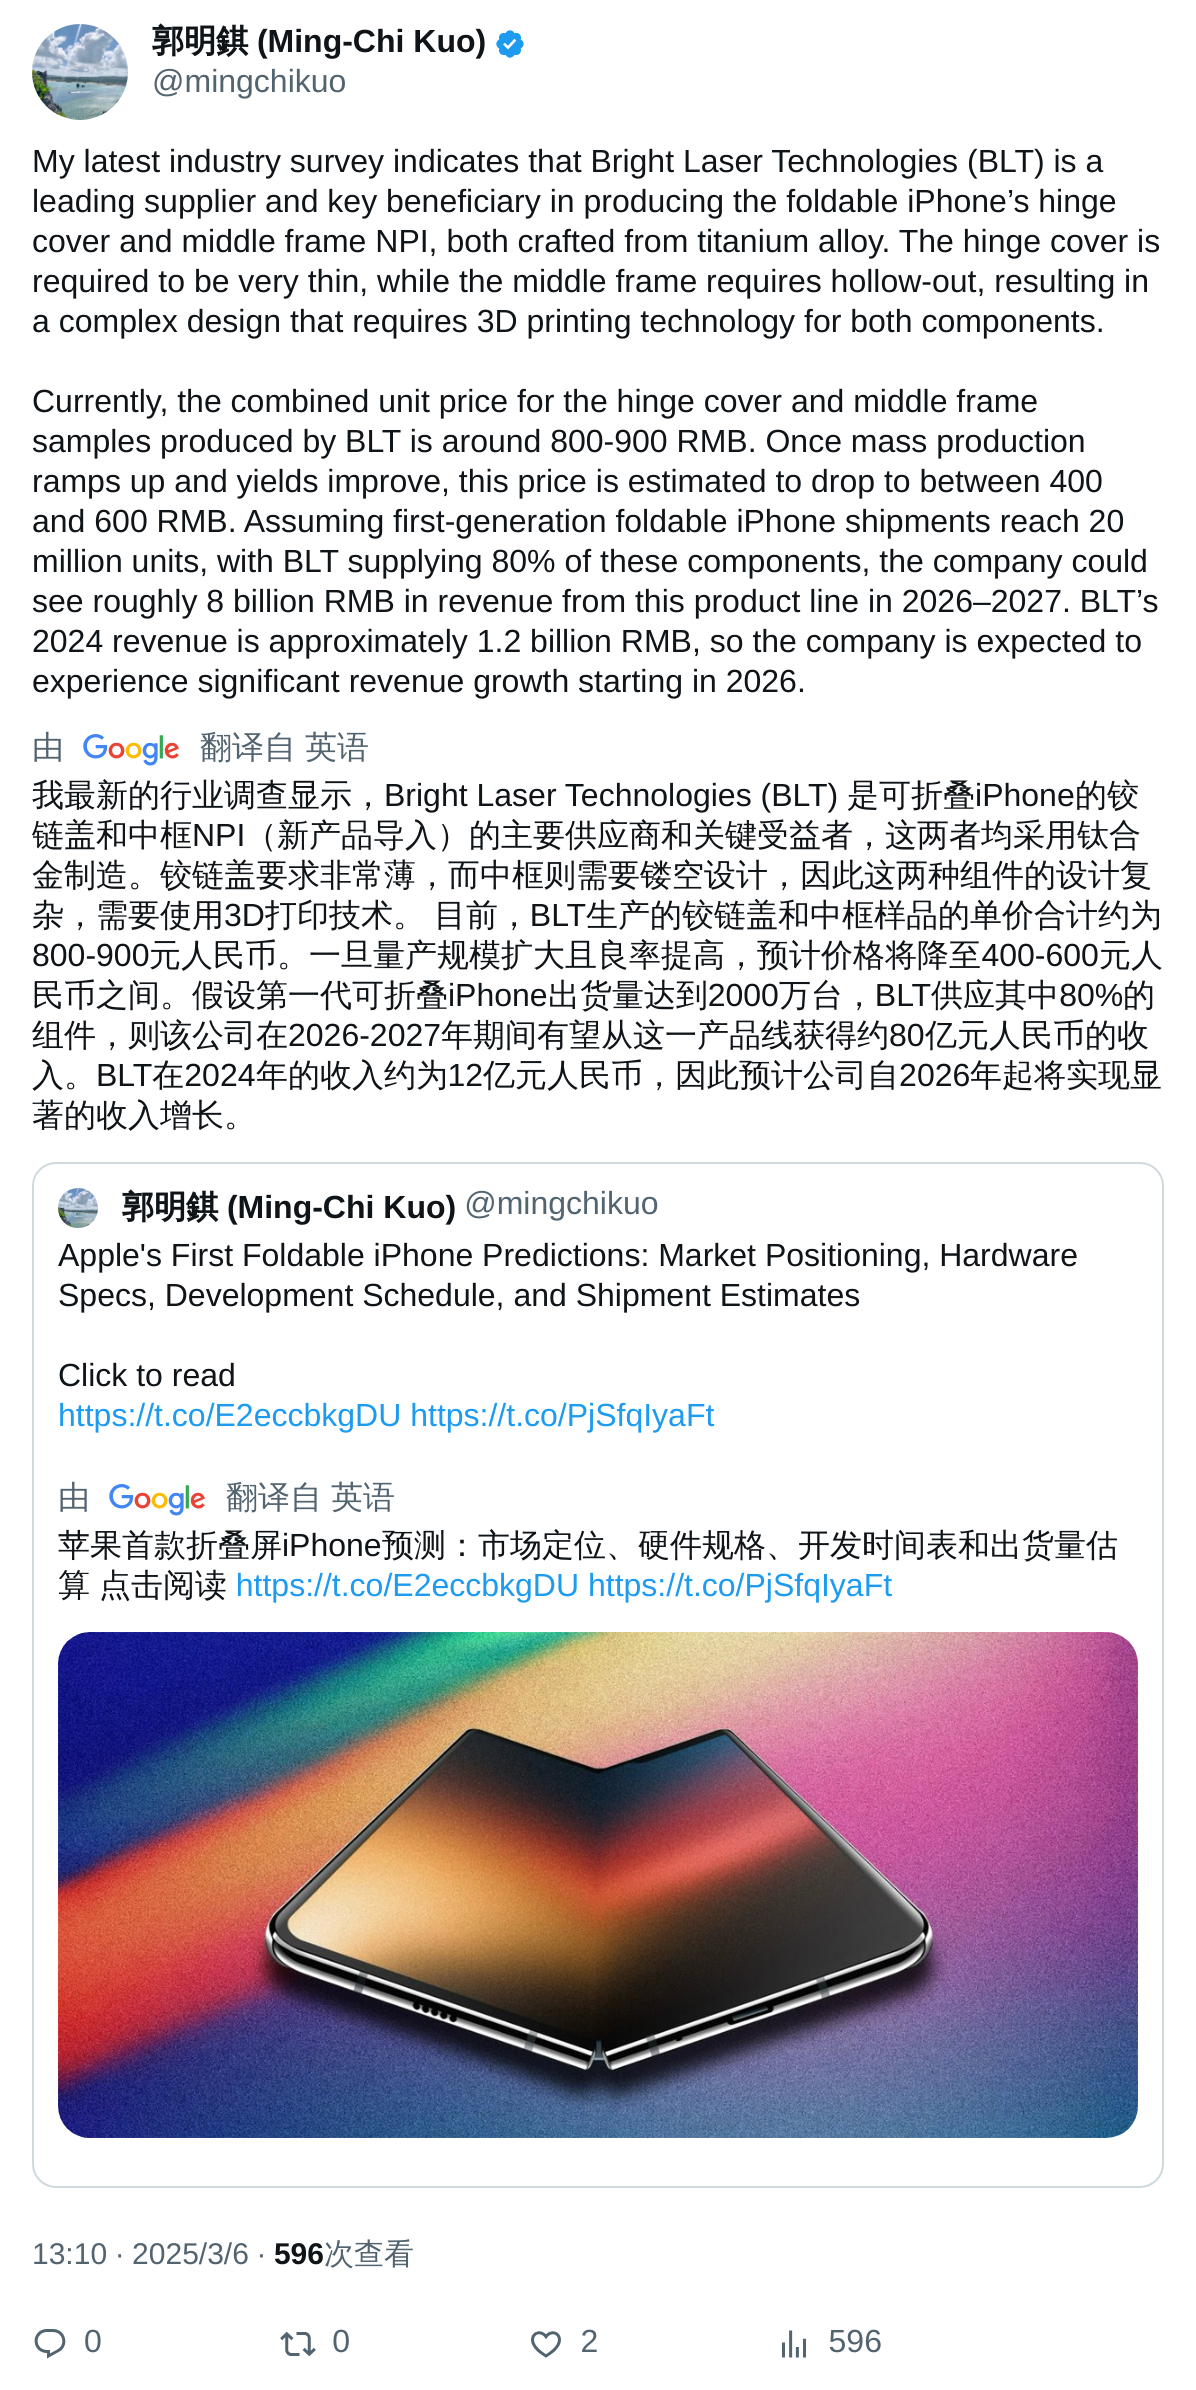 郭明錤 (Ming-Chi Kuo)
@mingchikuo
My latest industry survey indicates that Bright Laser Technologies (BLT) is a
leading supplier and key beneficiary in producing the foldable iPhone’s hinge
cover and middle frame NPI, both crafted from titanium alloy. The hinge cover is
required to be very thin, while the middle frame requires hollow-out, resulting in
a complex design that requires 3D printing technology for both components.
Currently, the combined unit price for the hinge cover and middle frame
samples produced by BLT is around 800-900 RMB. Once mass production
ramps up and yields improve, this price is estimated to drop to between 400
and 600 RMB. Assuming first-generation foldable iPhone shipments reach 20
million units, with BLT supplying 80% of these components, the company could
see roughly 8 billion RMB in revenue from this product line in 2026–2027. BLT’s
2024 revenue is approximately 1.2 billion RMB, so the company is expected to
experience significant revenue growth starting in 2026.
由 Google 翻译自 英语
我最新的行业调查显示，Bright Laser Technologies (BLT) 是可折叠iPhone的铰
链盖和中框NPI（新产品导入）的主要供应商和关键受益者，这两者均采用钛合
金制造。铰链盖要求非常薄，而中框则需要镂空设计，因此这两种组件的设计复
杂，需要使用3D打印技术。 目前，BLT生产的铰链盖和中框样品的单价合计约为
800-900元人民币。一旦量产规模扩大且良率提高，预计价格将降至400-600元人
民币之间。假设第一代可折叠iPhone出货量达到2000万台，BLT供应其中80%的
组件，则该公司在2026-2027年期间有望从这一产品线获得约80亿元人民币的收
入。BLT在2024年的收入约为12亿元人民币，因此预计公司自2026年起将实现显
著的收入增长。
郭明錤 (Ming-Chi Kuo) @mingchikuo
Apple's First Foldable iPhone Predictions: Market Positioning, Hardware
Specs, Development Schedule, and Shipment Estimates
Click to read
https://t.co/E2eccbkgDU https://t.co/PjSfqIyaFt
由 Google 翻译自 英语
苹果首款折叠屏iPhone预测：市场定位、硬件规格、开发时间表和出货量估
算 点击阅读 https://t.co/E2eccbkgDU https://t.co/PjSfqIyaFt
13:10 · 2025/3/6 · 596次查看
0 0 2 596